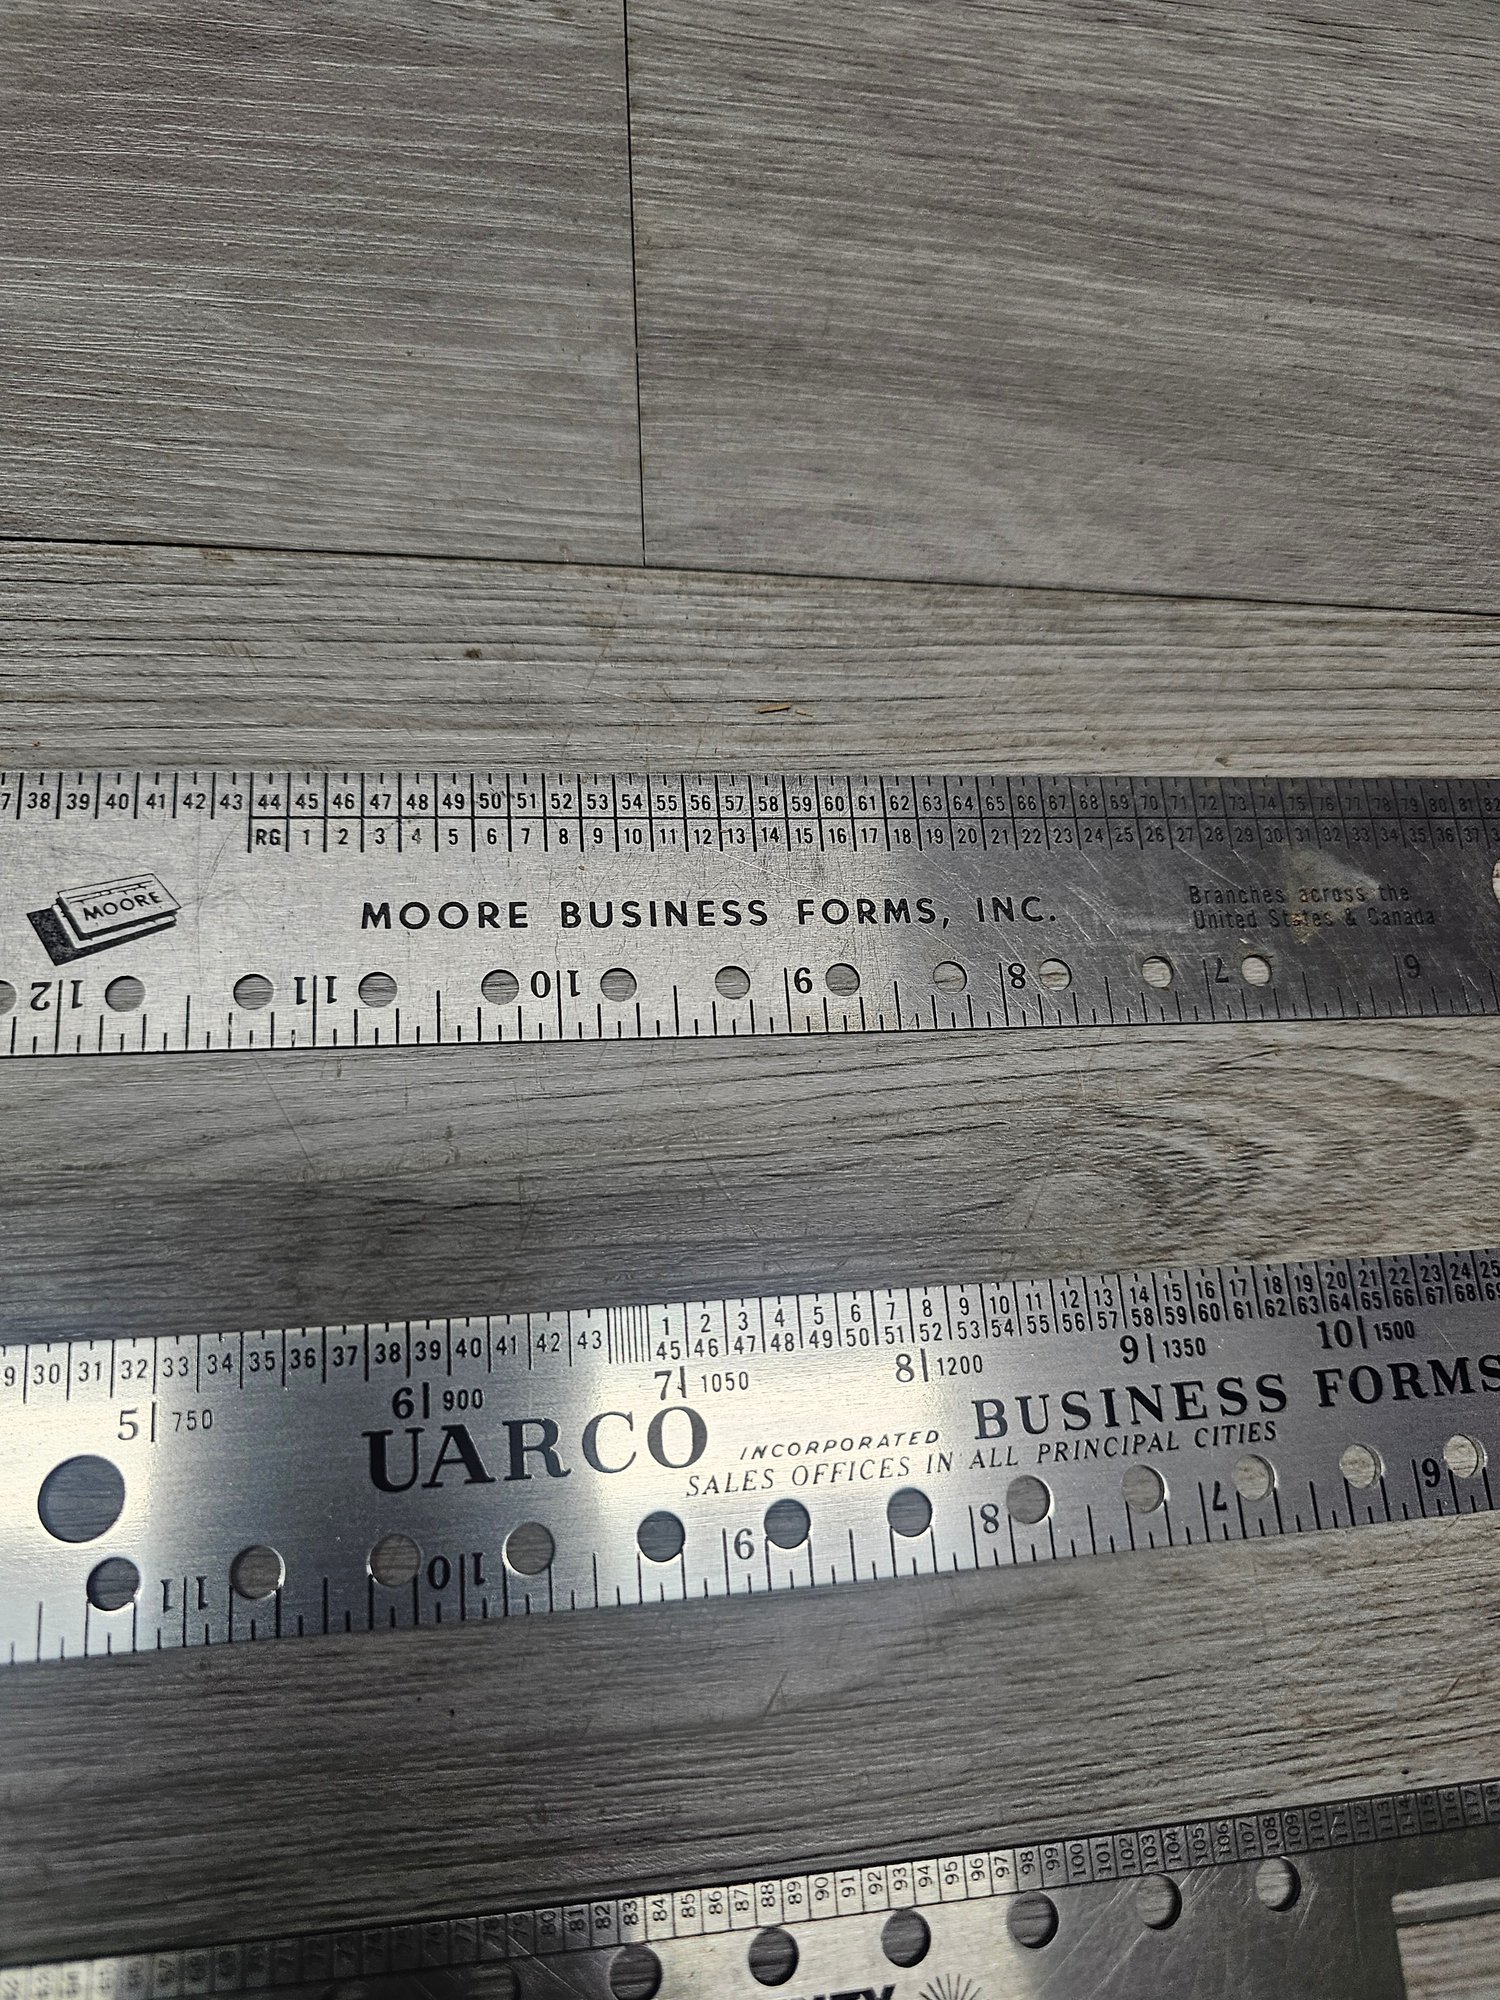 38 39 40 41 42 43 44 45 46 47 48 49 50 51 52 53 54 55 56 57 58 59 60 61 62 63 64 65 66 67 68 69 70 71 72 73 74 75 76 77 78 79 80 81 82
RG 1 2 3 4 5 6 7 8 9 10 11 12 13 14 15 16 17 18 19 20 21 22 23 24 25 26 27 28 29 30 31 32 33 34 35 36 37
MOORE
MOORE BUSINESS FORMS, INC.
Branches across the
United States & Canada
12 11 10 9 8 7 6
1 2 3 4 5 6 7 8 9 10 11 12 13 14 15 16 17 18 19 20 21 22 23 24 25
30 31 32 33 34 35 36 37 38 39 40 41 42 43 45 46 47 48 49 50 51 52 53 54 55 56 57 58 59 60 61 62 63 64 65 66 67 68
5 750 6 900 7 1050 8 1200 9 1350 10 1500
UARCO INCORPORATED BUSINESS FORMS
SALES OFFICES IN ALL PRINCIPAL CITIES
11 10 9 8 7 6
80 81 82 83 84 85 86 87 88 89 90 91 92 93 94 95 96 97 98 99 100 101 102 103 104 105 106 107 108 109 110 111 112 113 114 115 116 117